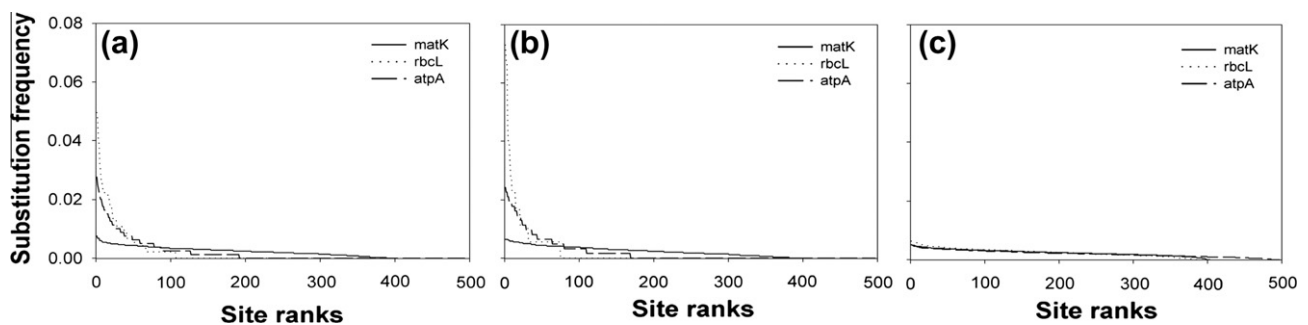 Substitution frequency
0.08
0.06
0.04
0.02
0.00
(a)
matK
rbcL
atpA
0 100 200 300 400 500
Site ranks
(b)
matK
rbcL
atpA
0 100 200 300 400 500
Site ranks
(c)
matK
rbcL
atpA
0 100 200 300 400 500
Site ranks